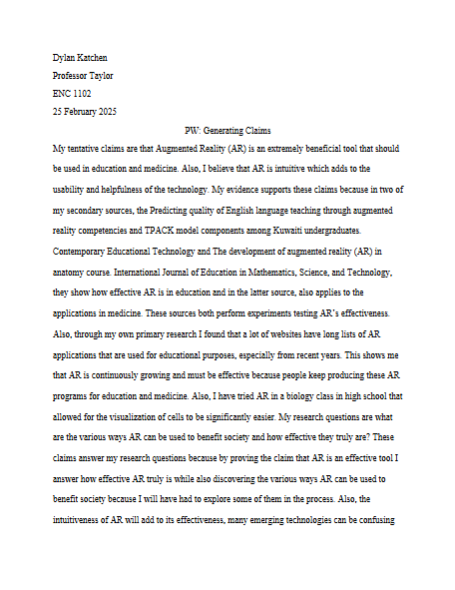 Dylan Katchen
Professor Taylor
ENC 1102
25 February 2025
PW: Generating Claims
My tentative claims are that Augmented Reality (AR) is an extremely beneficial tool that should
be used in education and medicine. Also, I believe that AR is intuitive which adds to the
usability and helpfulness of the technology. My evidence supports these claims because in two of
my secondary sources, the Predicting quality of English language teaching through augmented
reality competencies and TPACK model components among Kuwaiti undergraduates.
Contemporary Educational Technology and The development of augmented reality (AR) in
anatomy course. International Journal of Education in Mathematics, Science, and Technology,
they show how effective AR is in education and in the latter source, also applies to the
applications in medicine. These sources both perform experiments testing AR's effectiveness.
Also, through my own primary research I found that a lot of websites have long lists of AR
applications that are used for educational purposes, especially from recent years. This shows me
that AR is continuously growing and must be effective because people keep producing these AR
programs for education and medicine. Also, I have tried AR in a biology class in high school that
allowed for the visualization of cells to be significantly easier. My research questions are what
are the various ways AR can be used to benefit society and how effective they truly are? These
claims answer my research questions because by proving the claim that AR is an effective tool I
answer how effective AR truly is while also discovering the various ways AR can be used to
benefit society because I will have had to explore some of them in the process. Also, the
intuitiveness of AR will add to its effectiveness, many emerging technologies can be confusing